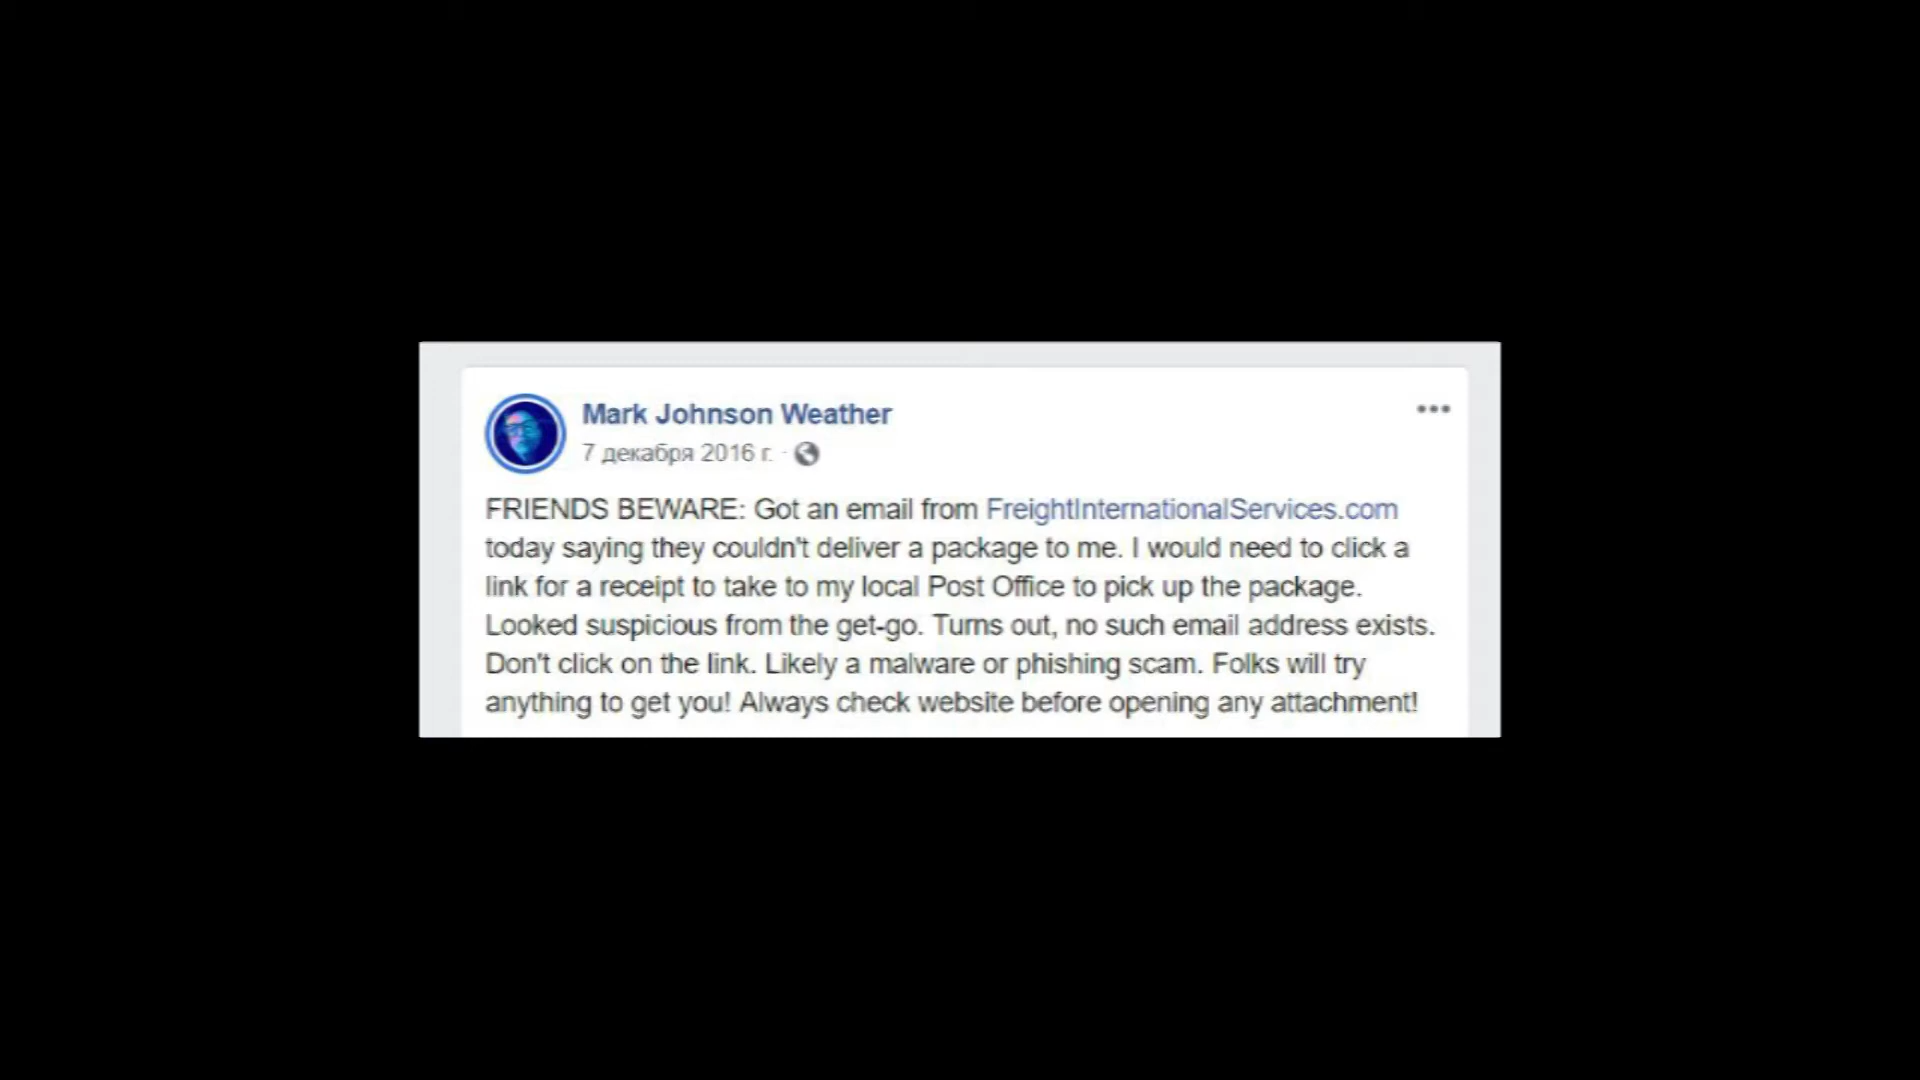 Mark Johnson Weather
7 декабря 2016 г. ·
FRIENDS BEWARE: Got an email from FreightInternationalServices.com
today saying they couldn't deliver a package to me. I would need to click a
link for a receipt to take to my local Post Office to pick up the package.
Looked suspicious from the get-go. Turns out, no such email address exists.
Don't click on the link. Likely a malware or phishing scam. Folks will try
anything to get you! Always check website before opening any attachment!